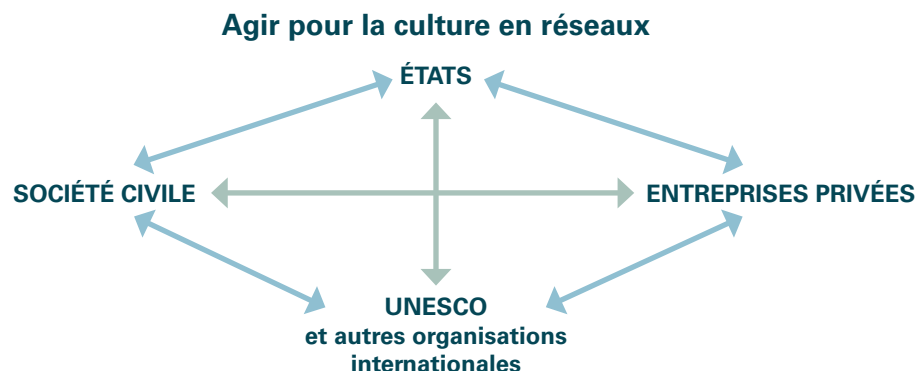 Agir pour la culture en réseaux
ÉTATS
SOCIÉTÉ CIVILE
ENTREPRISES PRIVÉES
UNESCO
et autres organisations
internationales